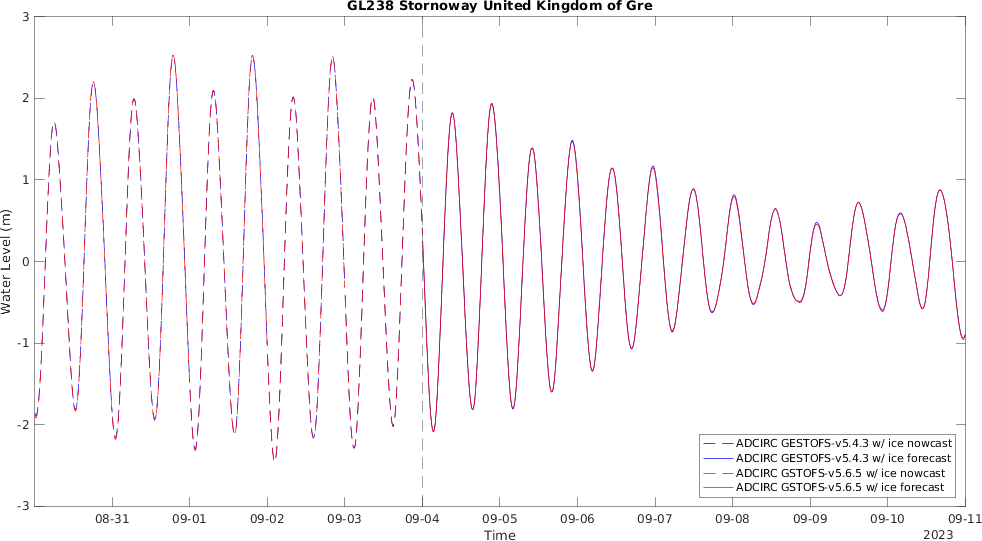 GL238 Stornoway United Kingdom of Gre
Water Level (m)
3
2
1
0
-1
-2
-3
08-31 09-01 09-02 09-03 09-04 09-05 09-06 09-07 09-08 09-09 09-10 09-11
Time
2023
ADCIRC GESTOFS-v5.4.3 w/ ice nowcast
ADCIRC GESTOFS-v5.4.3 w/ ice forecast
ADCIRC GSTOFS-v5.6.5 w/ ice nowcast
ADCIRC GSTOFS-v5.6.5 w/ ice forecast